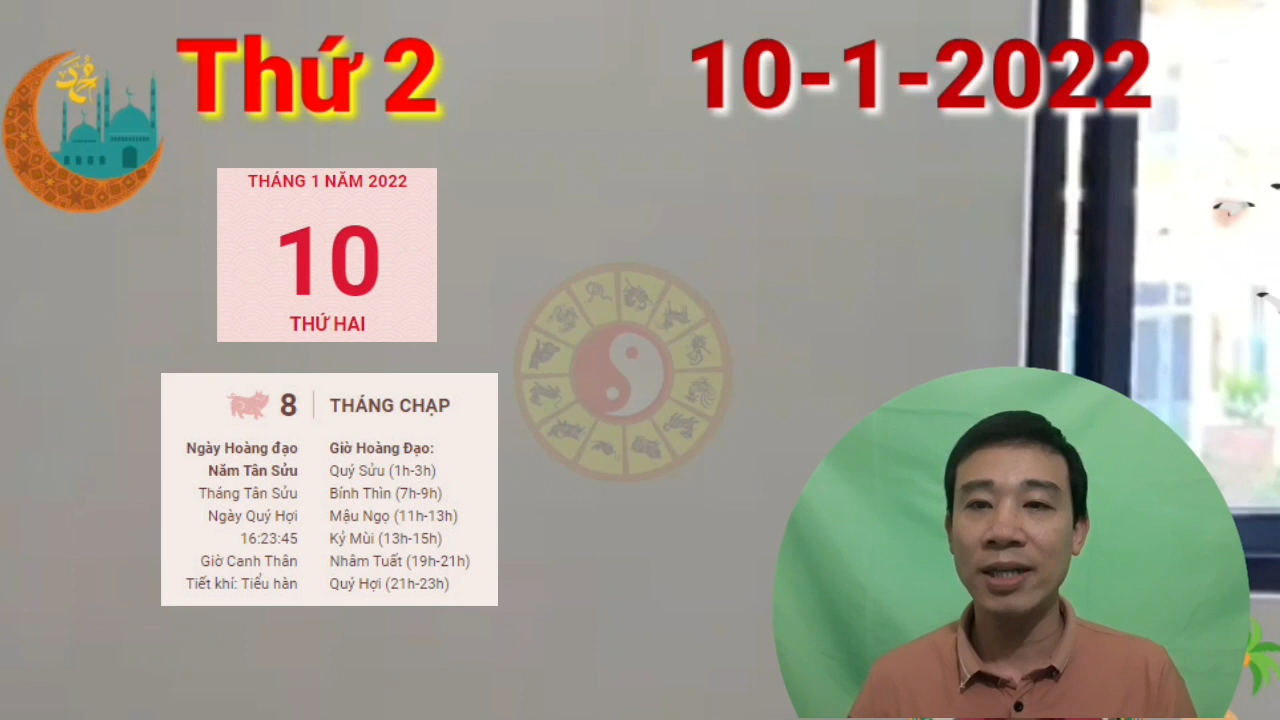 Thứ 2
10-1-2022
THÁNG 1 NĂM 2022
10
THỨ HAI
8 THÁNG CHẠP
Ngày Hoàng đạo
Năm Tân Sửu
Tháng Tân Sửu
Ngày Quý Hợi
16:23:45
Giờ Canh Thân
Tiết khí: Tiểu hàn
Giờ Hoàng Đạo:
Quý Sửu (1h-3h)
Bính Thìn (7h-9h)
Mậu Ngọ (11h-13h)
Kỷ Mùi (13h-15h)
Nhâm Tuất (19h-21h)
Quý Hợi (21h-23h)